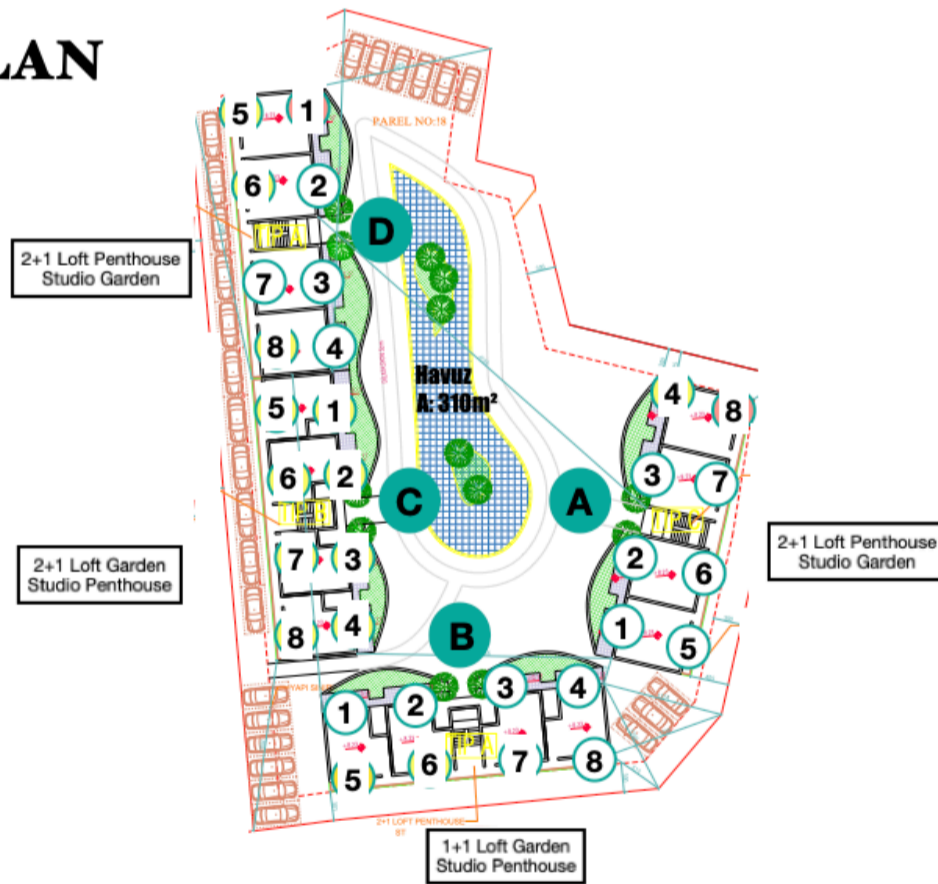 LAN
PAREL NO:!8
5 1
6 2
D
2+1 Loft Penthouse
Studio Garden
7 3
8 4
Havuz
A: 310m²
5 1
4 8
6 2
3 7
C
A
2+1 Loft Penthouse
Studio Garden
2+1 Loft Garden
Studio Penthouse
7 3
2 6
8 4
1 5
B
1 2 3 4
5 6 7 8
2+1 LOFT PENTHOUSE
ST
1+1 Loft Garden
Studio Penthouse